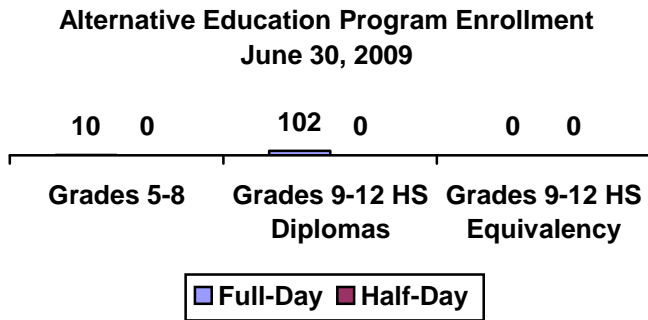 Alternative Education Program Enrollment
June 30, 2009
10 0 102 0 0 0
Grades 5-8 Grades 9-12 HS Grades 9-12 HS
Diplomas Equivalency
Full-Day Half-Day